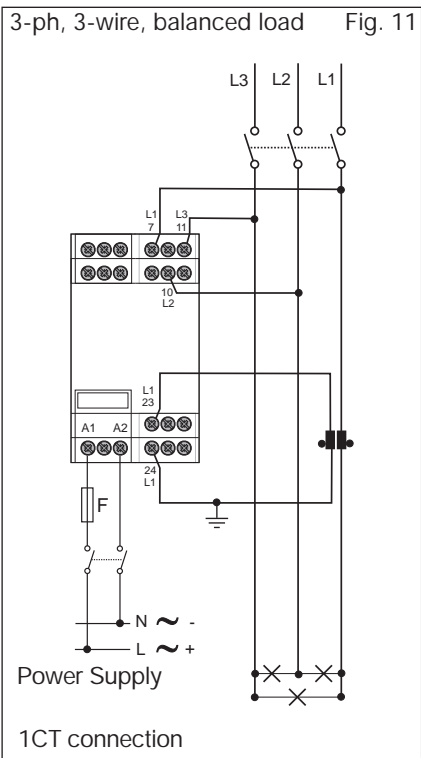 3-ph, 3-wire, balanced load Fig. 11
L3 L2 L1
L1 L3
7 11
10
L2
L1
23
A1 A2
24
L1
F
N ~ -
L ~ +
Power Supply
1CT connection